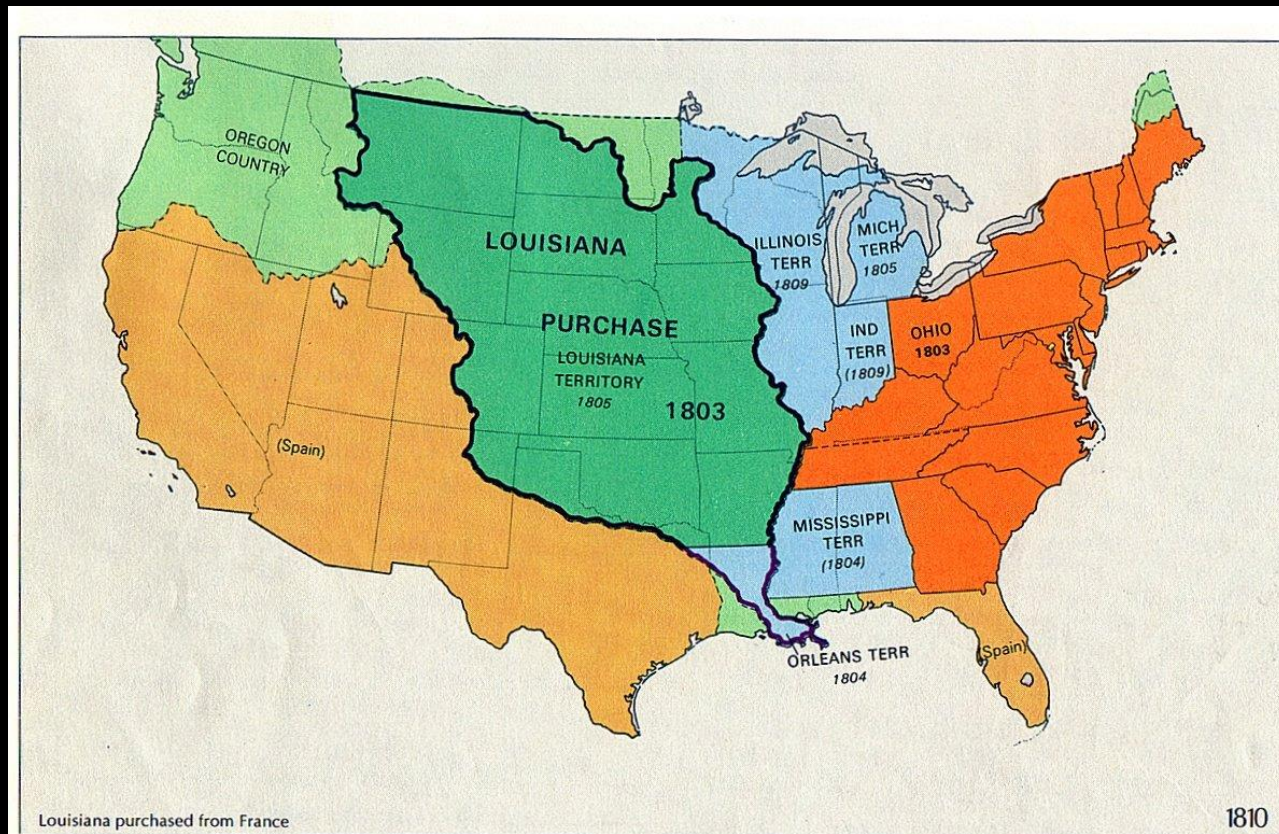 OREGON
COUNTRY
LOUISIANA
PURCHASE
LOUISIANA
TERRITORY
1805
1803
ILLINOIS
TERR
1809
MICH
TERR
1805
IND
TERR
(1809)
OHIO
1803
(Spain)
MISSISSIPPI
TERR
(1804)
ORLEANS TERR
1804
(Spain)
Louisiana purchased from France
1810